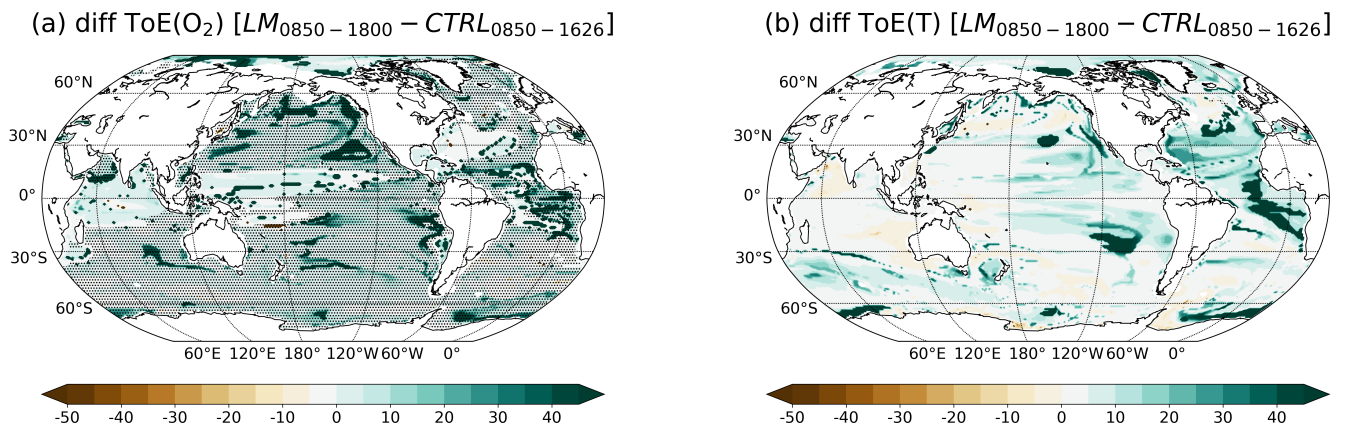 (a) diff ToE(O₂) [LM₀₈₅₀₋₁₈₀₀ − CTRL₀₈₅₀₋₁₆₂₆]
60°N
30°N
0°
30°S
60°S
60°E 120°E 180° 120°W 60°W 0°
-50 -40 -30 -20 -10 0 10 20 30 40
(b) diff ToE(T) [LM₀₈₅₀₋₁₈₀₀ − CTRL₀₈₅₀₋₁₆₂₆]
60°N
30°N
0°
30°S
60°S
60°E 120°E 180° 120°W 60°W 0°
-50 -40 -30 -20 -10 0 10 20 30 40